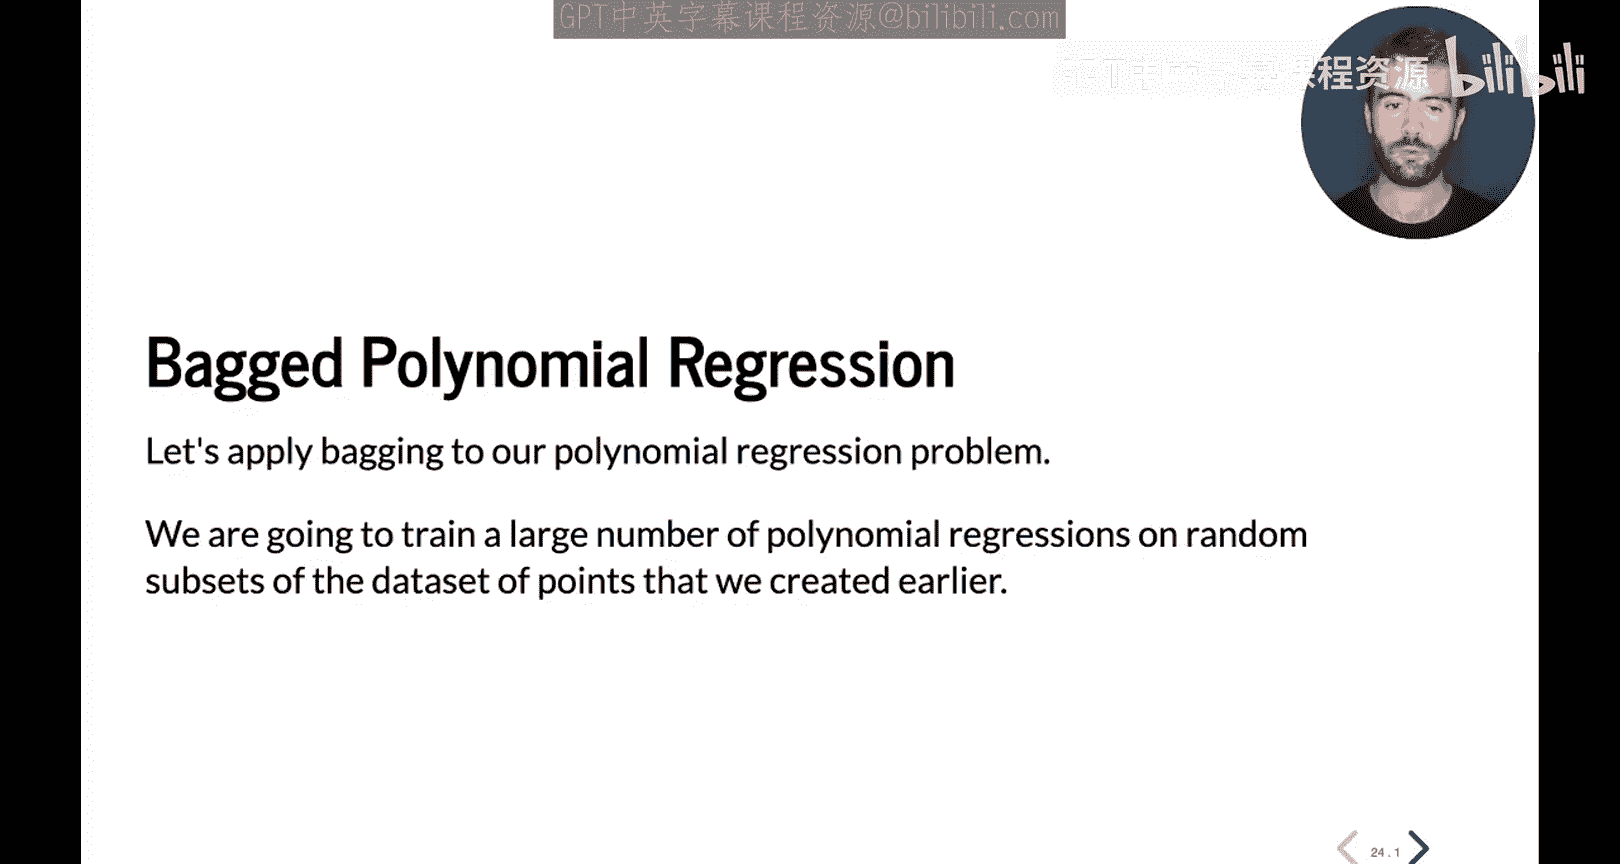 GPT中英字幕课程资源@bilibili.com
课程资源 bilibili
Bagged Polynomial Regression
Let's apply bagging to our polynomial regression problem.
We are going to train a large number of polynomial regressions on random
subsets of the dataset of points that we created earlier.
24.1